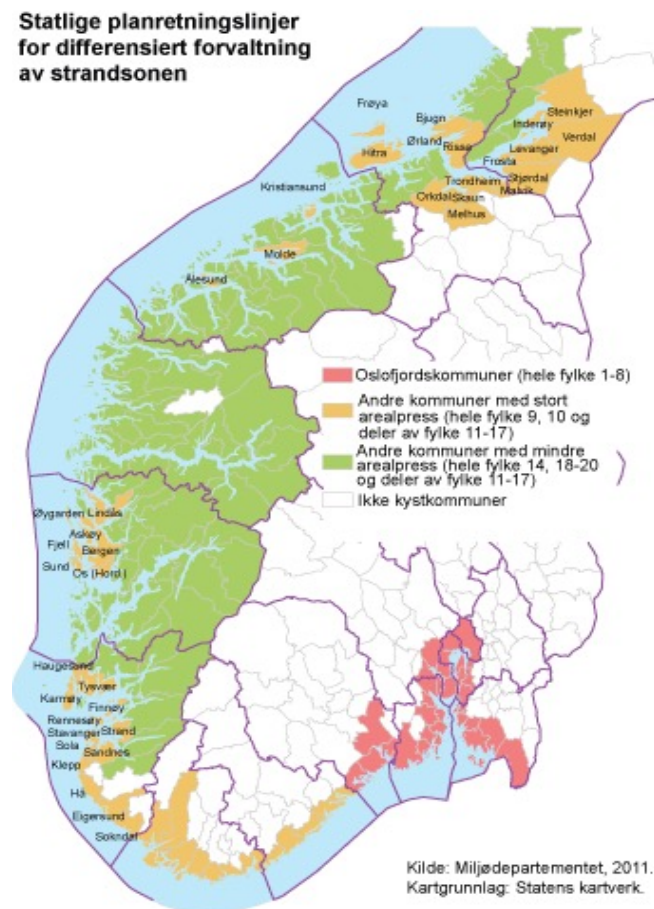 Statlige planretningslinjer
for differensiert forvaltning
av strandsonen
Frøya
Bjugn
Steinkjer
Inderøy
Ørland
Verdal
Hitra
Rissa
Levanger
Frosta
Kristiansund
Trondheim
Stjørdal
Malvik
Orkdal
Skaun
Melhus
Molde
Ålesund
Oslofjordskommuner (hele fylke 1-8)
Andre kommuner med stort
arealpress (hele fylke 9, 10 og
deler av fylke 11-17)
Andre kommuner med mindre
arealpress (hele fylke 14, 18-20
og deler av fylke 11-17)
Ikke kystkommuner
Øygarden
Lindås
Askøy
Fjell
Bergen
Sund
Os (Hord.)
Haugesund
Tysvær
Karmøy
Finnøy
Rennesøy
Stavanger
Strand
Sola
Sandnes
Klepp
Hå
Eigersund
Sokndal
Kilde: Miljødepartementet, 2011.
Kartgrunnlag: Statens kartverk.